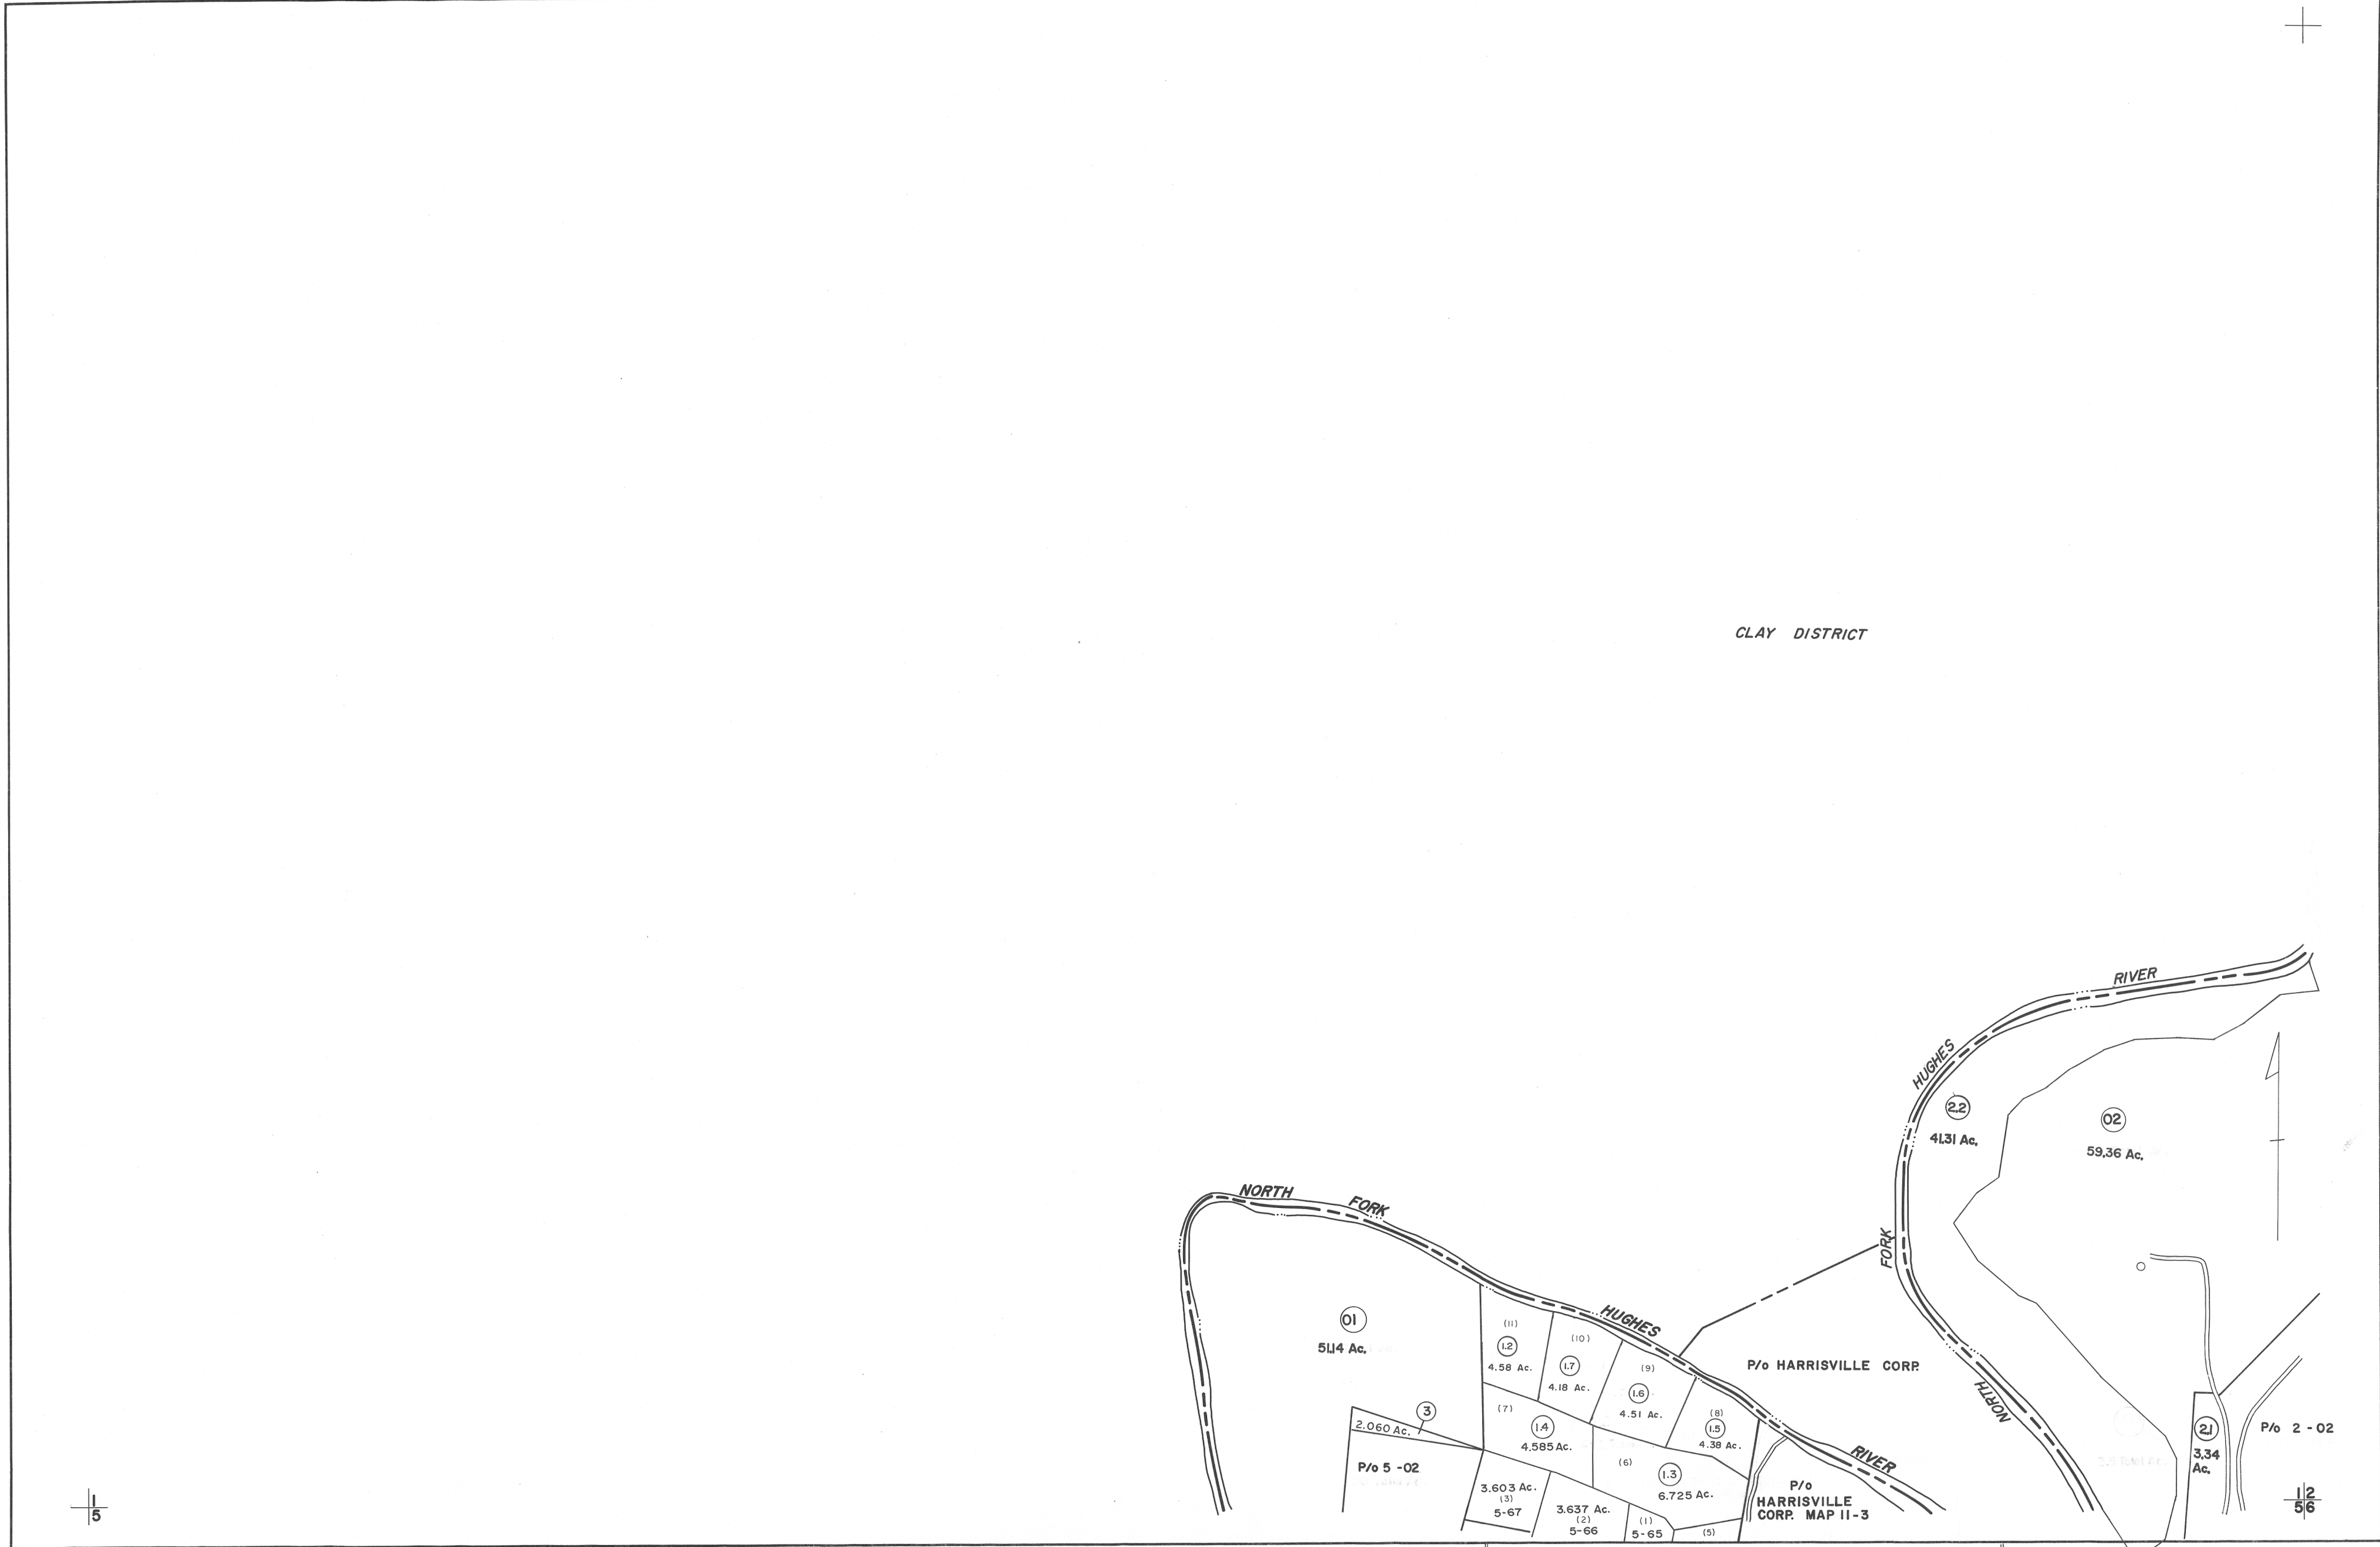 CLAY DISTRICT
RIVER
HUGHES
2.2
41.31 Ac.
02
59.36 Ac.
FORK
NORTH
NORTH
FORK
HUGHES
RIVER
01
51.14 Ac.
(11)
1.2
4.58 Ac.
(10)
1.7
4.18 Ac.
(9)
1.6
4.51 Ac.
(8)
1.5
4.38 Ac.
P/o HARRISVILLE CORP.
3
2.060 Ac.
(7)
1.4
4.585 Ac.
(6)
1.3
6.725 Ac.
P/o 5 - 02
3.603 Ac.
(3)
5-67
3.637 Ac.
(2)
5-66
(1)
5-65
(5)
P/o
HARRISVILLE
CORP. MAP 11-3
2.1
3.34
Ac.
P/o 2 - 02
1
5
1 2
5 6